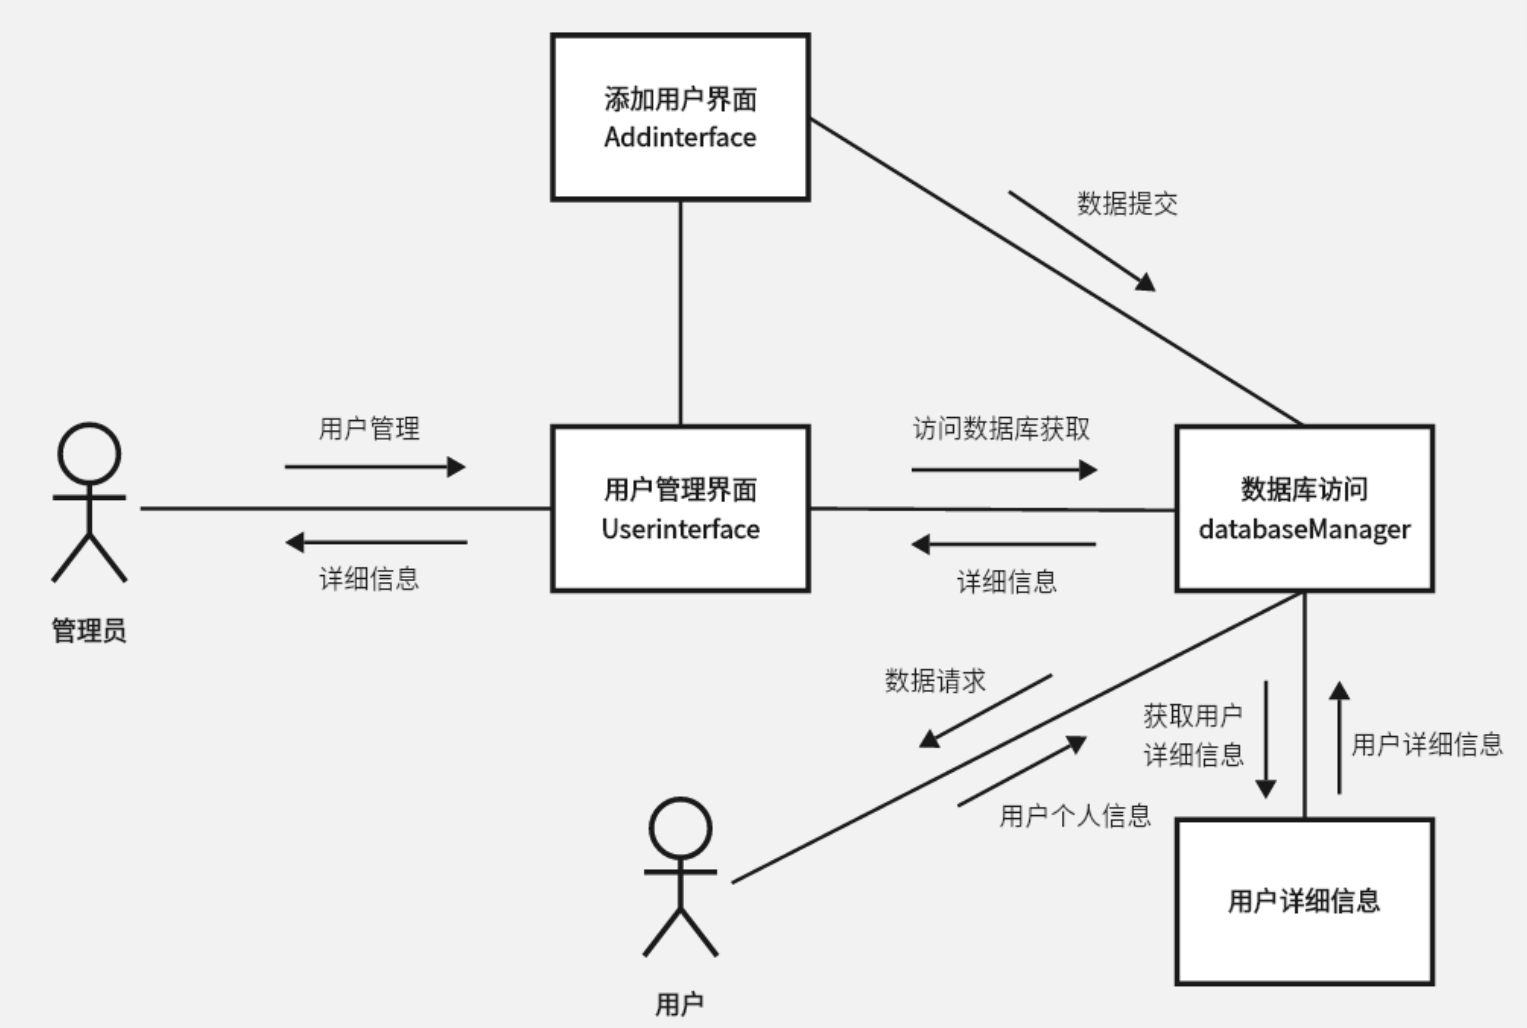 添加用户界面
Addinterface
数据提交
用户管理
访问数据库获取
用户管理界面
Userinterface
数据库访问
databaseManager
详细信息
详细信息
管理员
数据请求
获取用户
详细信息
用户详细信息
用户个人信息
用户详细信息
用户